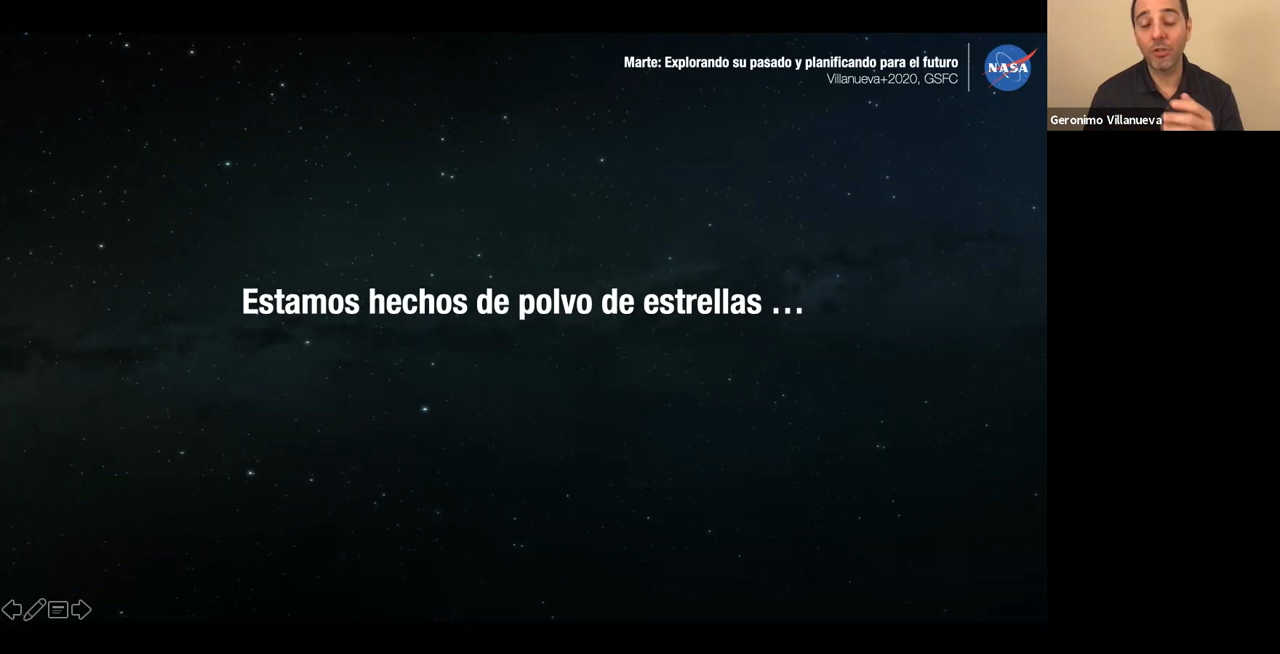 Marte: Explorando su pasado y planificando para el futuro
Villanueva+2020, GSFC
NASA
Geronimo Villanueva
Estamos hechos de polvo de estrellas …